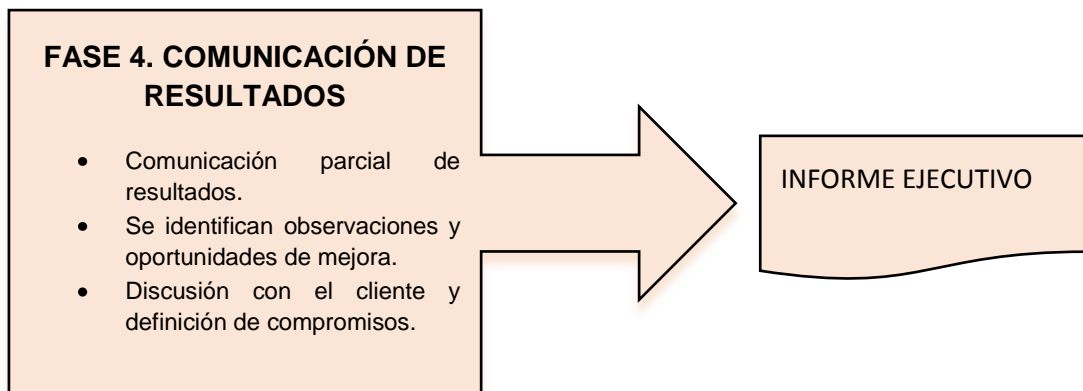 FASE 4. COMUNICACIÓN DE
RESULTADOS
• Comunicación parcial de
resultados.
• Se identifican observaciones y
oportunidades de mejora.
• Discusión con el cliente y
definición de compromisos.
INFORME EJECUTIVO